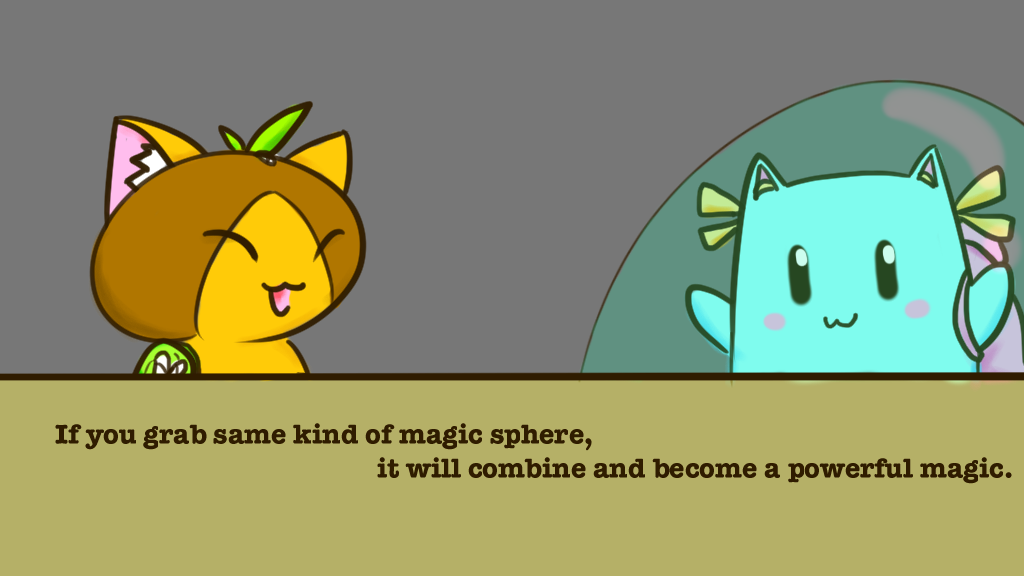 If you grab same kind of magic sphere,
it will combine and become a powerful magic.